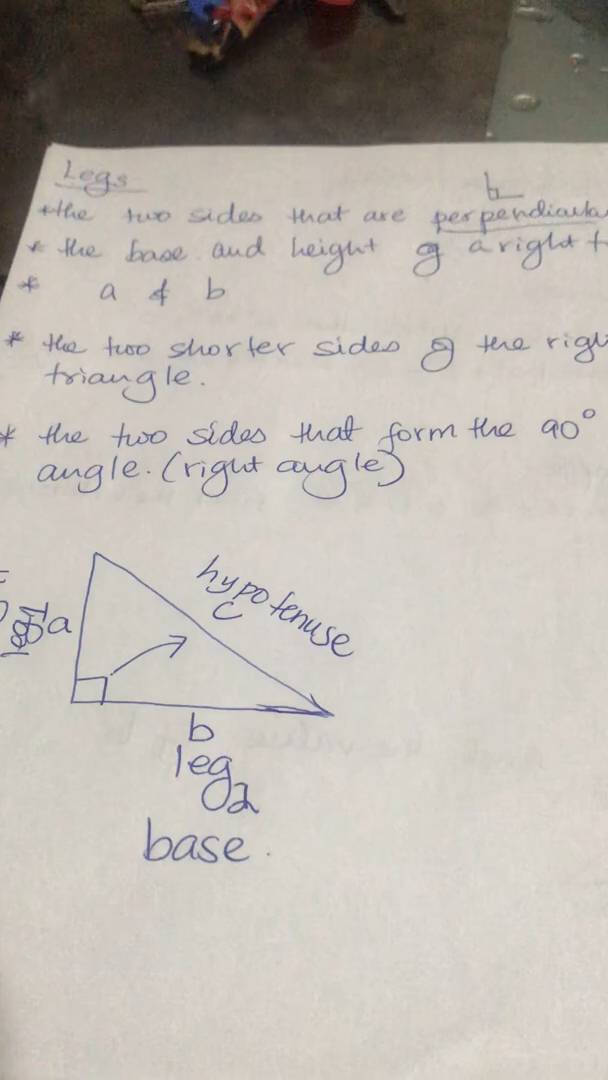 Legs
* the two sides that are perpendicula
* the base and height of a right t
* a & b
* the two shorter sides of the righ
triangle.
* the two sides that form the 90°
angle. (right angle)
hypotenuse
c
a
b
leg2
base.